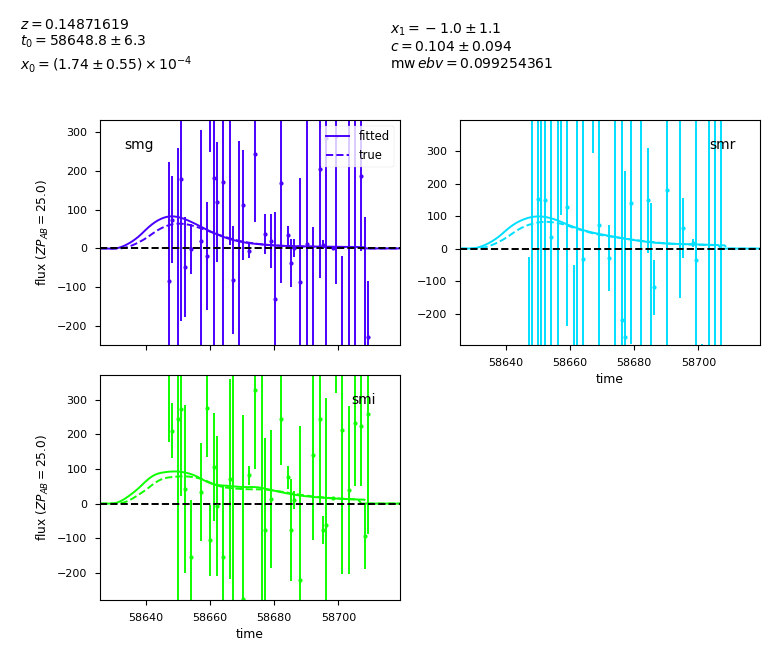 z = 0.14871619
t₀ = 58648.8 ± 6.3
x₀ = (1.74 ± 0.55) × 10⁻⁴
x₁ = −1.0 ± 1.1
c = 0.104 ± 0.094
mw ebv = 0.099254361
smg
fitted
true
300
200
100
0
−100
−200
flux (ZP_AB = 25.0)
smr
300
200
100
0
−100
−200
58640 58660 58680 58700
time
smi
300
200
100
0
−100
−200
flux (ZP_AB = 25.0)
58640 58660 58680 58700
time